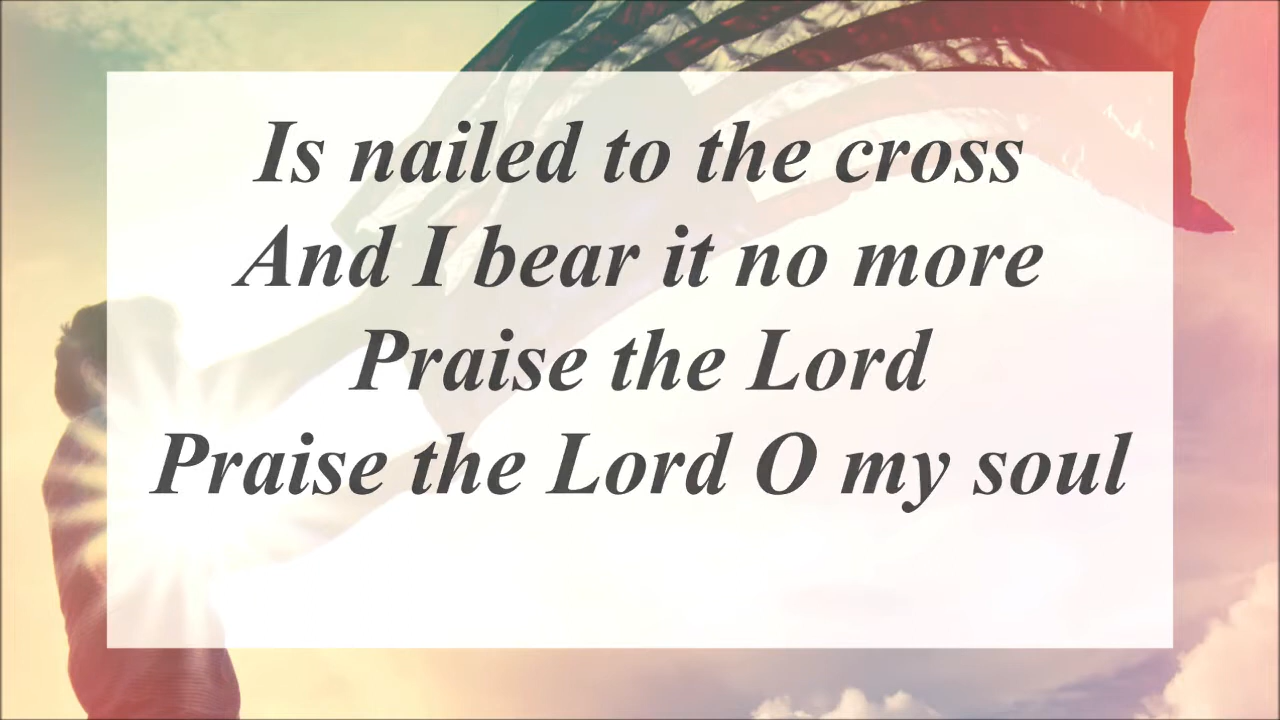 Is nailed to the cross
And I bear it no more
Praise the Lord
Praise the Lord O my soul